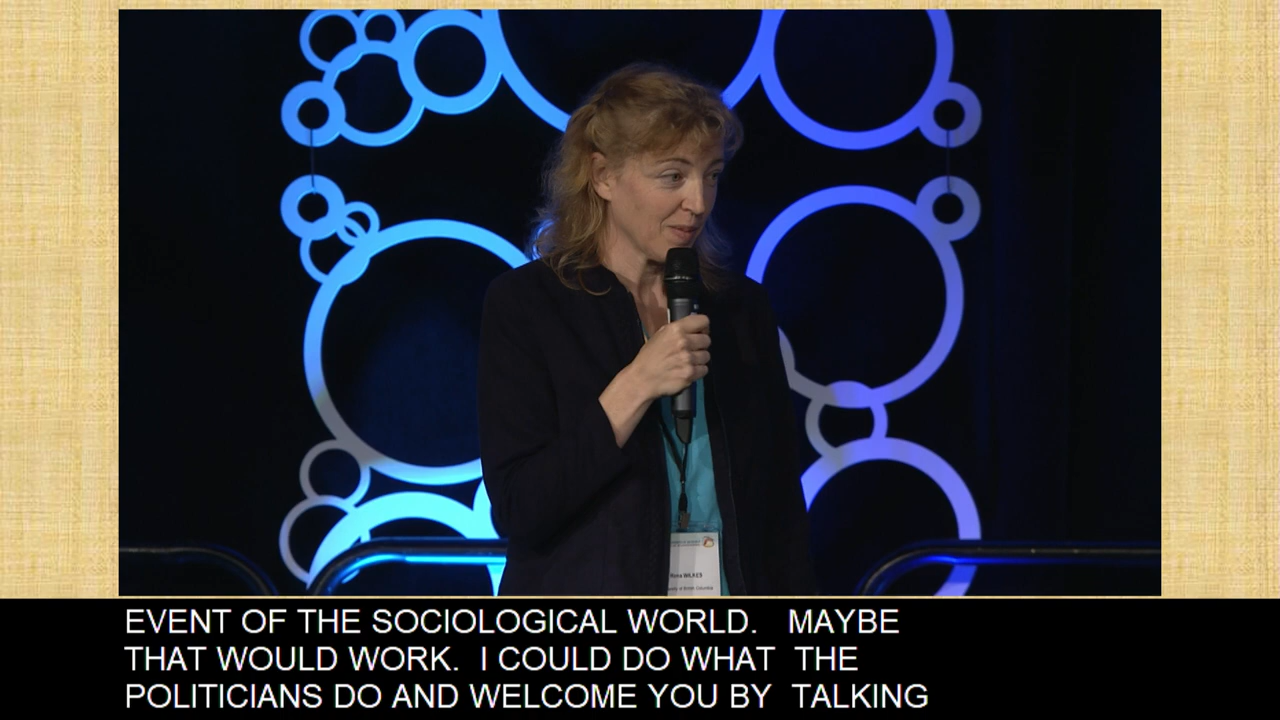 WILKES
EVENT OF THE SOCIOLOGICAL WORLD. MAYBE
THAT WOULD WORK. I COULD DO WHAT THE
POLITICIANS DO AND WELCOME YOU BY TALKING